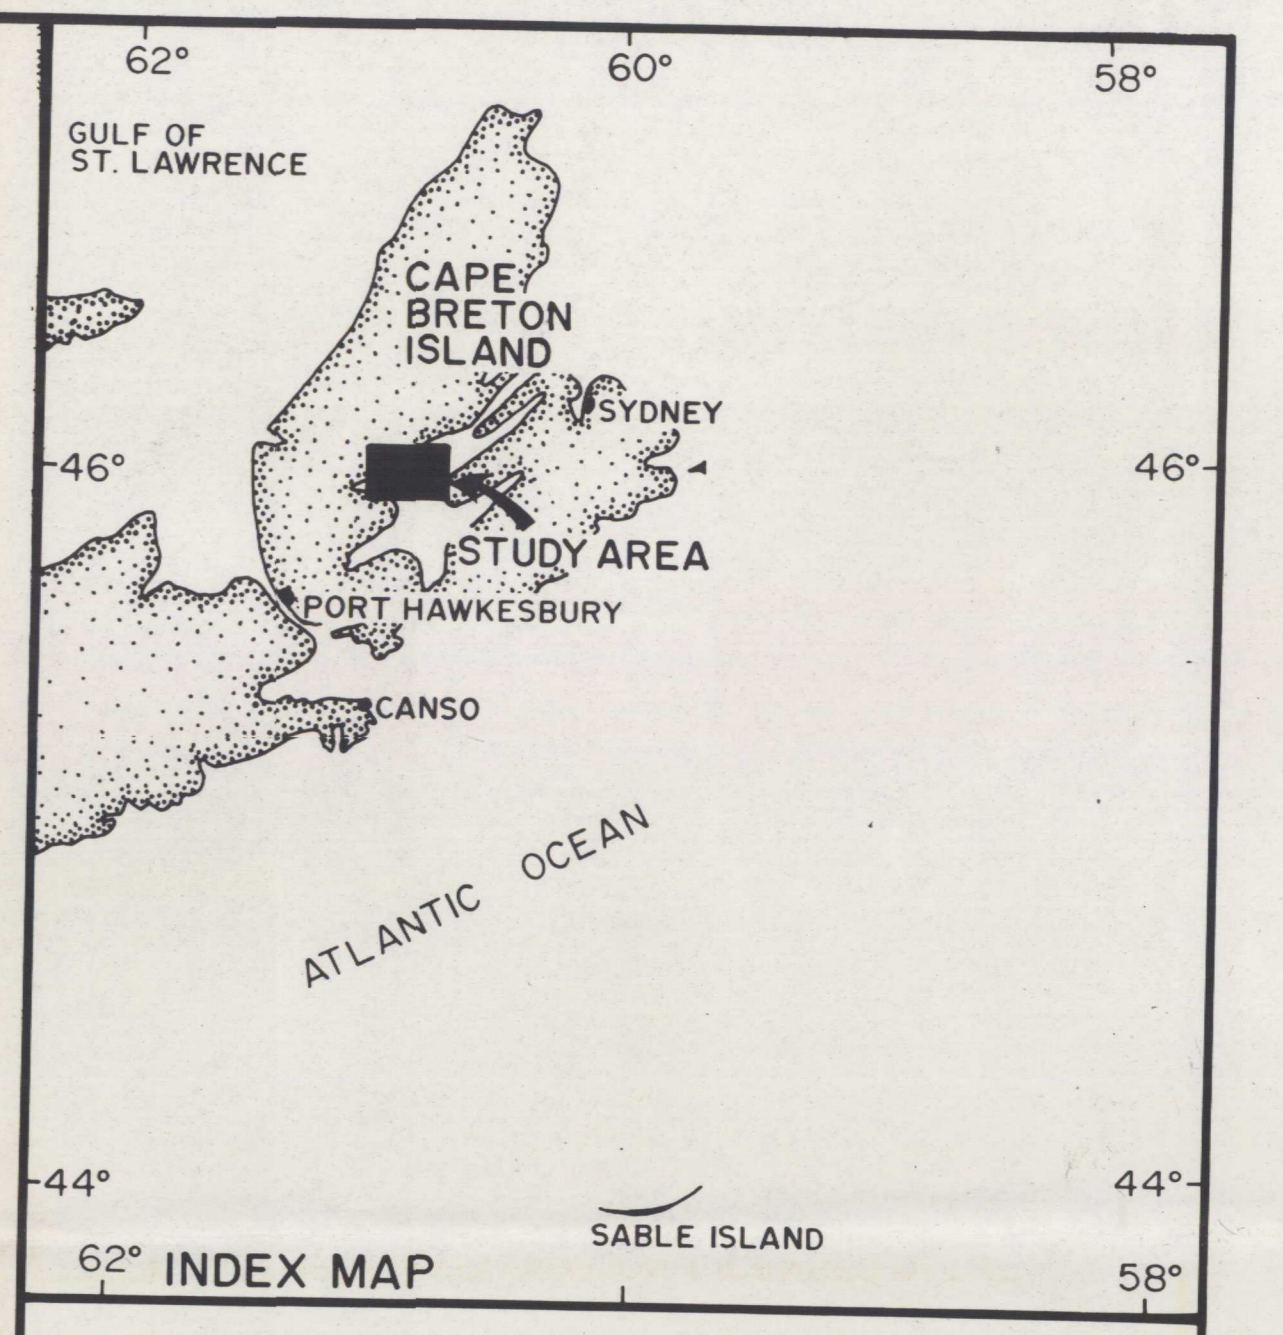 62°
60°
58°
GULF OF
ST. LAWRENCE
CAPE
BRETON
ISLAND
SYDNEY
46°
46°
STUDY AREA
PORT HAWKESBURY
CANSO
ATLANTIC OCEAN
44°
44°
SABLE ISLAND
62°
INDEX MAP
58°